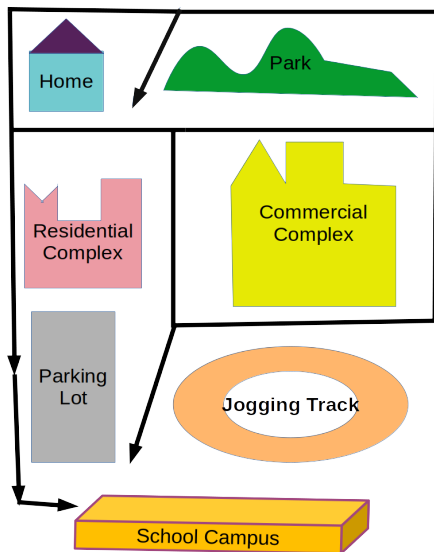 Home
Park
Residential
Complex
Commercial
Complex
Parking
Lot
Jogging Track
School Campus